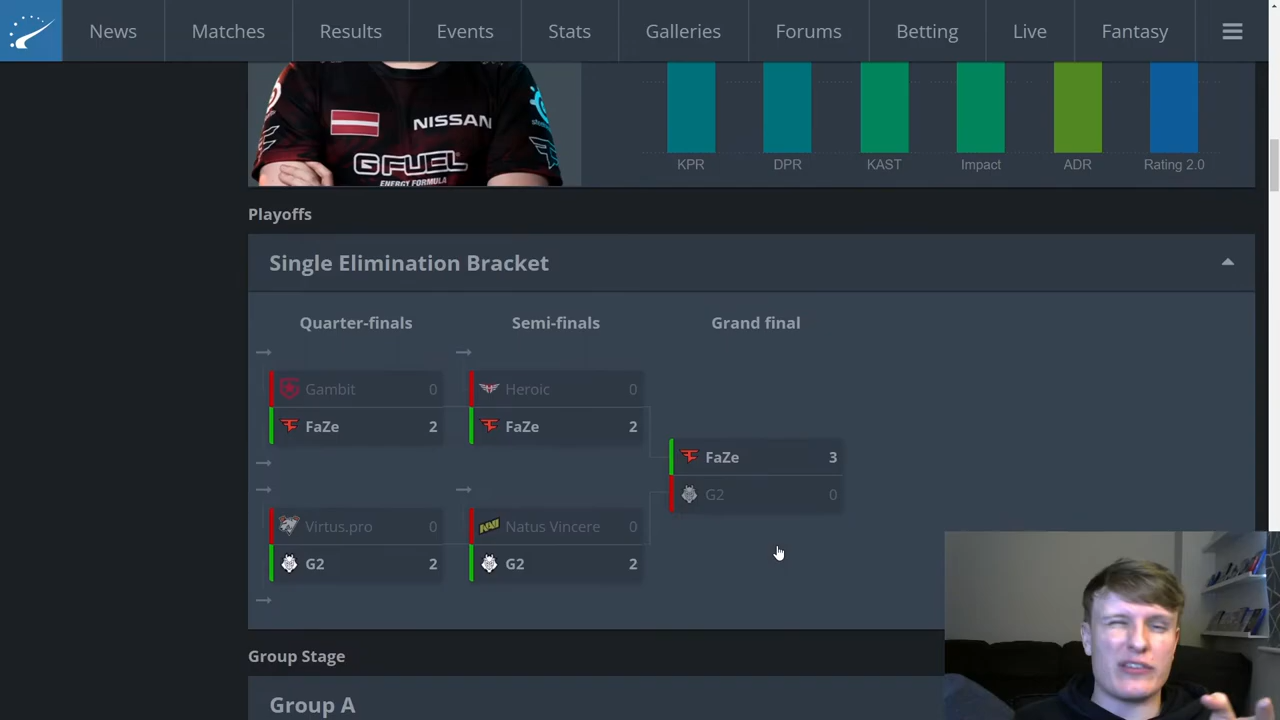 News Matches Results Events Stats Galleries Forums Betting Live Fantasy
NISSAN
G FUEL
ENERGY FORMULA
KPR DPR KAST Impact ADR Rating 2.0
Playoffs
Single Elimination Bracket
Quarter-finals Semi-finals Grand final
Gambit 0 Heroic 0
FaZe 2 FaZe 2
FaZe 3
G2 0
Virtus.pro 0 Natus Vincere 0
G2 2 G2 2
Group Stage
Group A